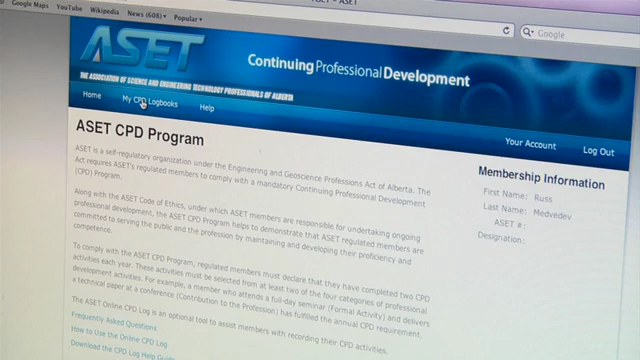 Google Maps YouTube Wikipedia News (608) Popular
Google
ASET
THE ASSOCIATION OF SCIENCE AND ENGINEERING TECHNOLOGY PROFESSIONALS OF ALBERTA
Continuing Professional Development
Home My CPD Logbooks Help
Your Account Log Out
ASET CPD Program
ASET is a self-regulatory organization under the Engineering and Geoscience Professions Act of Alberta. The
Act requires ASET's regulated members to comply with a mandatory Continuing Professional Development
(CPD) Program.
Along with the ASET Code of Ethics, under which ASET members are responsible for undertaking ongoing
professional development, the ASET CPD Program helps to demonstrate that ASET regulated members are
committed to serving the public and the profession by maintaining and developing their proficiency and
competence.
To comply with the ASET CPD Program, regulated members must declare that they have completed two CPD
activities each year. These activities must be selected from at least two of the four categories of professional
development activities. For example, a member who attends a full-day seminar (Formal Activity) and delivers
a technical paper at a conference (Contribution to the Profession) has fulfilled the annual CPD requirement.
The ASET Online CPD Log is an optional tool to assist members with recording their CPD activities.
Frequently Asked Questions
How to Use the Online CPD Log
Download the CPD Log Help Guide
Membership Information
First Name: Russ
Last Name: Medvedev
ASET #:
Designation: